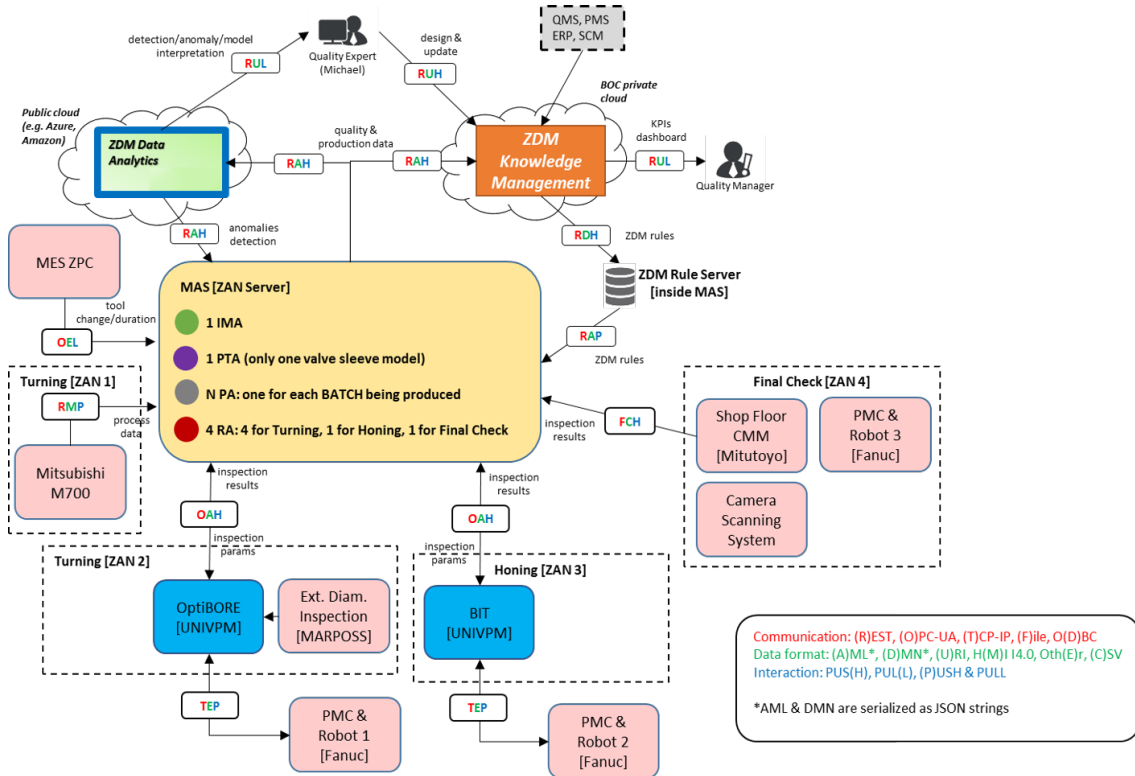 QMS, PMS
ERP, SCM
detection/anomaly/model
interpretation
RUL
Quality Expert
(Michael)
design &
update
RUH
BOC private
cloud
Public cloud
(e.g. Azure,
Amazon)
ZDM Data
Analytics
quality &
production data
RAH
RAH
ZDM
Knowledge
Management
KPIs
dashboard
RUL
Quality Manager
RAH
anomalies
detection
RDH
ZDM rules
MES ZPC
tool
change/duration
OEL
MAS [ZAN Server]
1 IMA
1 PTA (only one valve sleeve model)
N PA: one for each BATCH being produced
4 RA: 4 for Turning, 1 for Honing, 1 for Final Check
ZDM Rule Server
[inside MAS]
RAP
ZDM rules
Turning [ZAN 1]
RMP
process
data
Mitsubishi
M700
Final Check [ZAN 4]
FCH
inspection
results
Shop Floor
CMM
[Mitutoyo]
PMC &
Robot 3
[Fanuc]
Camera
Scanning
System
inspection
results
OAH
inspection
params
inspection
results
OAH
inspection
params
Turning [ZAN 2]
OptiBORE
[UNIVPM]
Ext. Diam.
Inspection
[MARPOSS]
TEP
PMC &
Robot 1
[Fanuc]
Honing [ZAN 3]
BIT
[UNIVPM]
TEP
PMC &
Robot 2
[Fanuc]
Communication: (R)EST, (O)PC-UA, (T)CP-IP, (F)ile, O(D)BC
Data format: (A)ML*, (D)MN*, (U)RI, H(M)I I4.0, Oth(E)r, (C)SV
Interaction: PUS(H), PUL(L), (P)USH & PULL
*AML & DMN are serialized as JSON strings